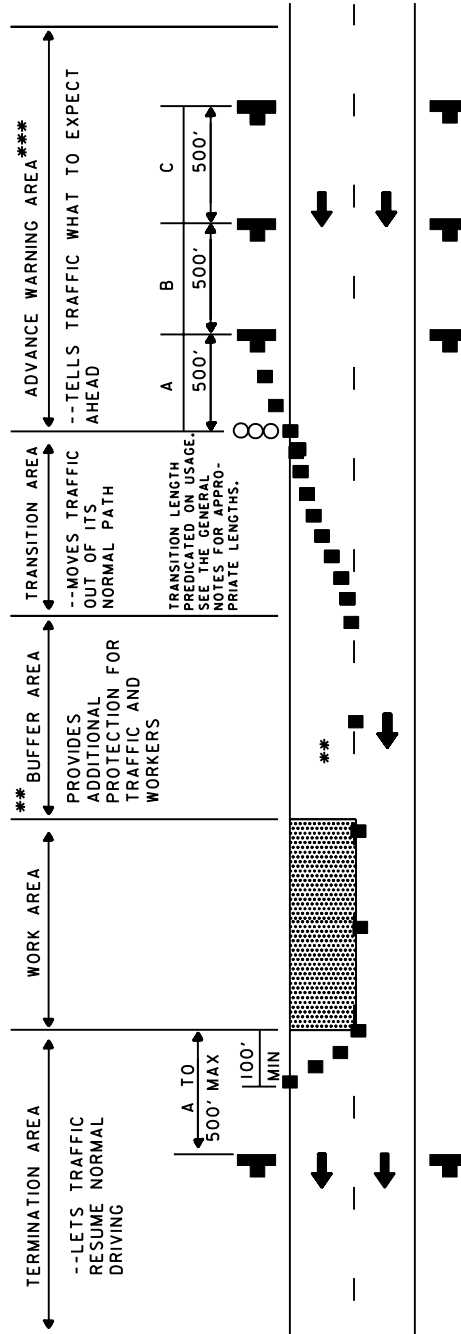 ADVANCE WARNING AREA***
--TELLS TRAFFIC WHAT TO EXPECT
AHEAD
C
500'
B
500'
A
500'
TRANSITION AREA
--MOVES TRAFFIC
OUT OF ITS
NORMAL PATH
TRANSITION LENGTH
PREDICATED ON USAGE.
SEE THE GENERAL
NOTES FOR APPRO-
PRIATE LENGTHS.
** BUFFER AREA
PROVIDES
ADDITIONAL
PROTECTION FOR
TRAFFIC AND
WORKERS
**
WORK AREA
TERMINATION AREA
--LETS TRAFFIC
RESUME NORMAL
DRIVING
A TO
500' MAX
100'
MIN